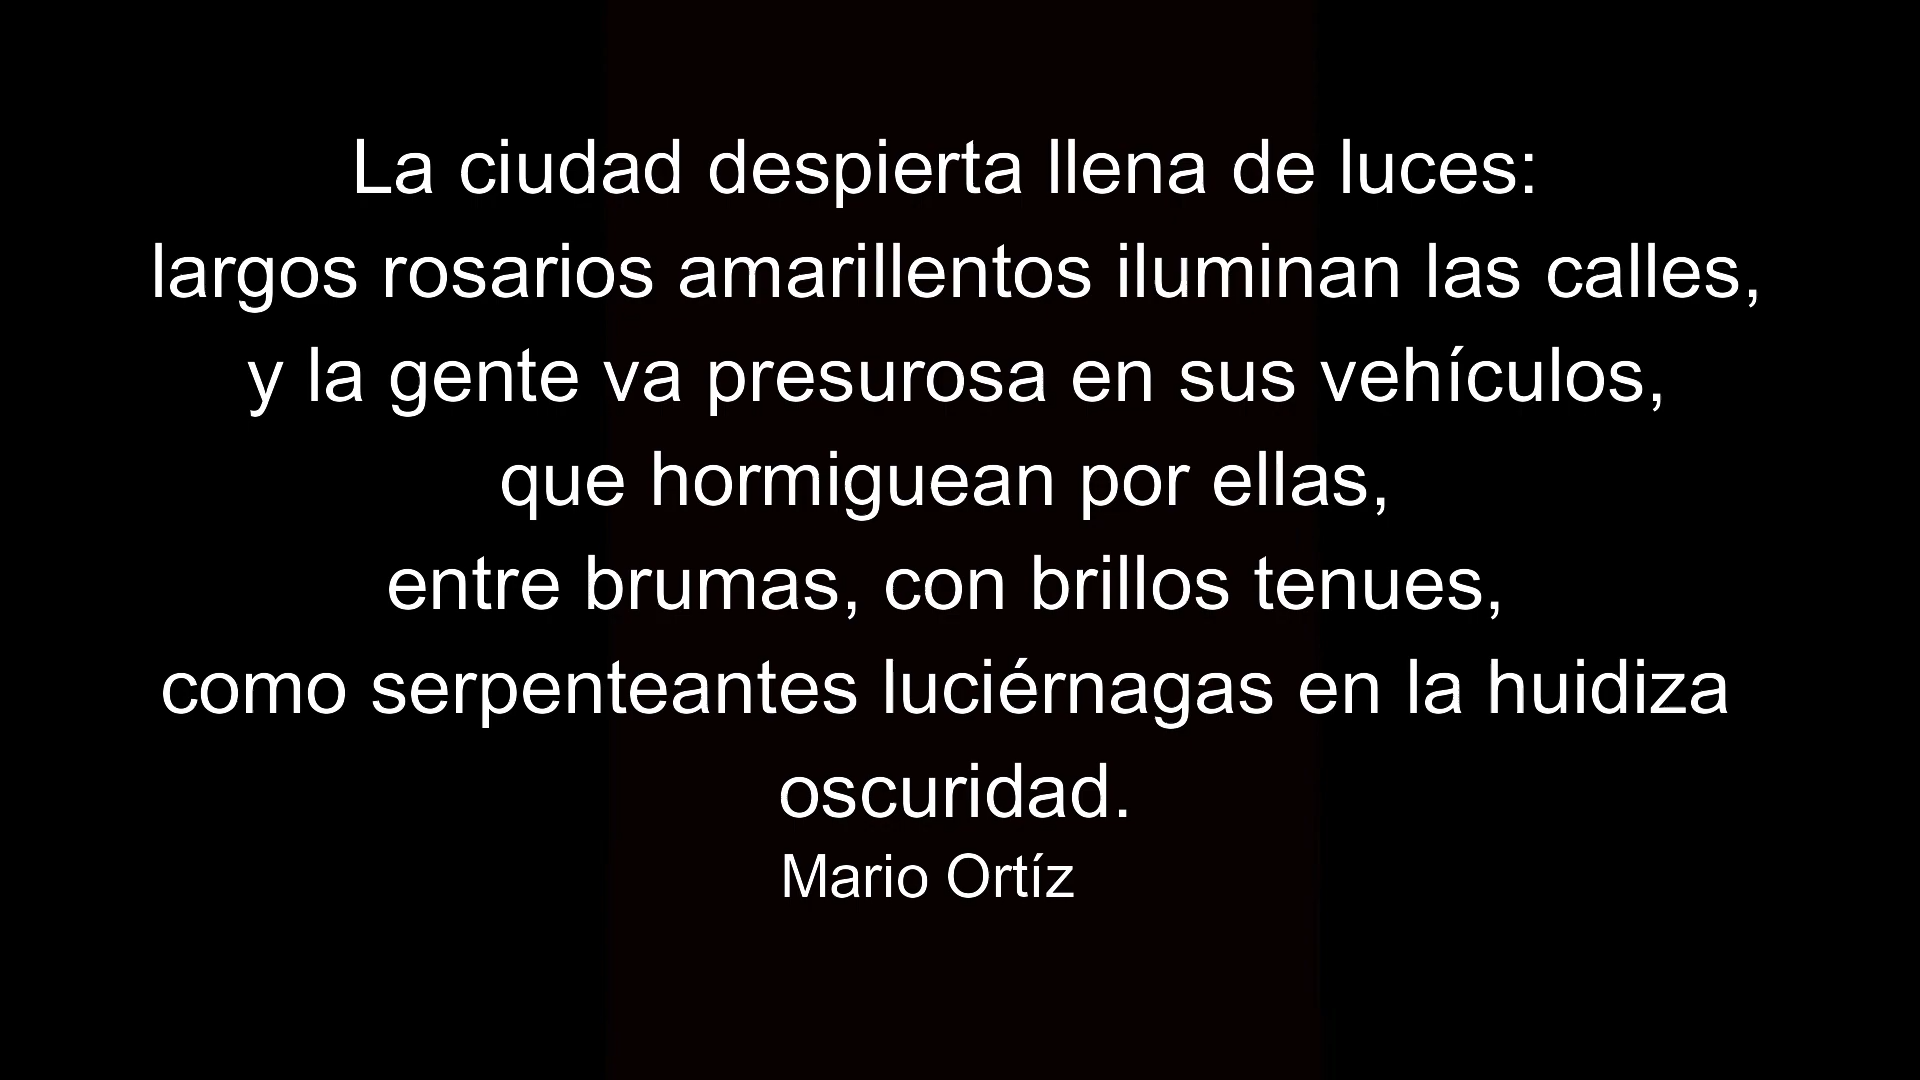 La ciudad despierta llena de luces:
largos rosarios amarillentos iluminan las calles,
y la gente va presurosa en sus vehículos,
que hormiguean por ellas,
entre brumas, con brillos tenues,
como serpenteantes luciérnagas en la huidiza
oscuridad.
Mario Ortíz